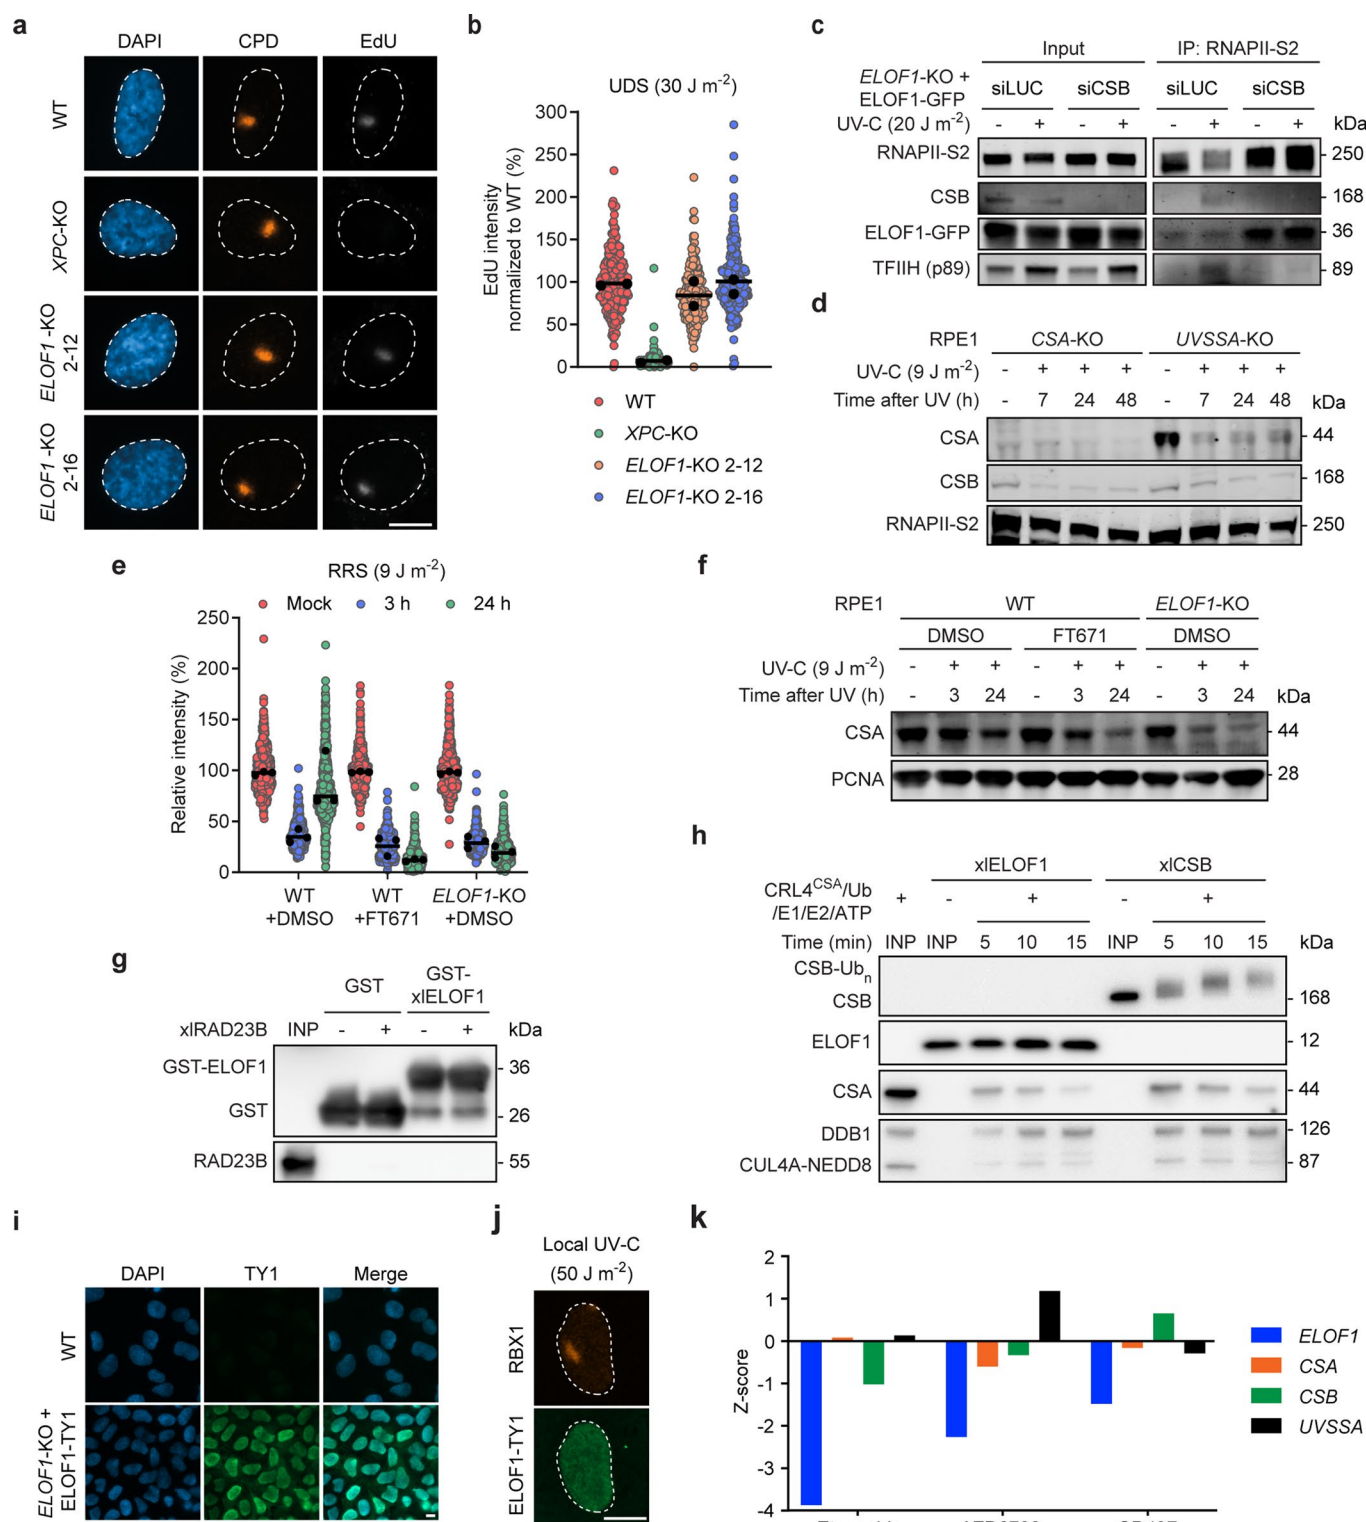 a
DAPI CPD EdU
WT
XPC-KO
ELOF1-KO
2-12
ELOF1-KO
2-16
b
UDS (30 J m-2)
EdU intensity
normalized to WT (%)
300
250
200
150
100
50
0
WT
XPC-KO
ELOF1-KO 2-12
ELOF1-KO 2-16
c
Input IP: RNAPII-S2
ELOF1-KO +
ELOF1-GFP siLUC siCSB siLUC siCSB
UV-C (20 J m-2) - + - + - + - + kDa
RNAPII-S2 250
CSB 168
ELOF1-GFP 36
TFIIH (p89) 89
d
RPE1 CSA-KO UVSSA-KO
UV-C (9 J m-2) - + + + - + + +
Time after UV (h) - 7 24 48 - 7 24 48 kDa
CSA 44
CSB 168
RNAPII-S2 250
e
RRS (9 J m-2)
Mock 3 h 24 h
Relative intensity (%)
250
200
150
100
50
0
WT WT ELOF1-KO
+DMSO +FT671 +DMSO
f
RPE1 WT ELOF1-KO
DMSO FT671 DMSO
UV-C (9 J m-2) - + + - + + - + +
Time after UV (h) - 3 24 - 3 24 - 3 24 kDa
CSA 44
PCNA 28
g
GST GST-
xlELOF1
xlRAD23B INP - + - + kDa
GST-ELOF1 36
GST 26
RAD23B 55
h
xlELOF1 xlCSB
CRL4CSA/Ub
/E1/E2/ATP + - + - +
Time (min) INP INP 5 10 15 INP 5 10 15 kDa
CSB-Ubn
CSB 168
ELOF1 12
CSA 44
DDB1 126
CUL4A-NEDD8 87
i
DAPI TY1 Merge
WT
ELOF1-KO +
ELOF1-TY1
j
Local UV-C
(50 J m-2)
RBX1
ELOF1-TY1
k
Z-score
2
1
0
-1
-2
-3
-4
ELOF1
CSA
CSB
UVSSA